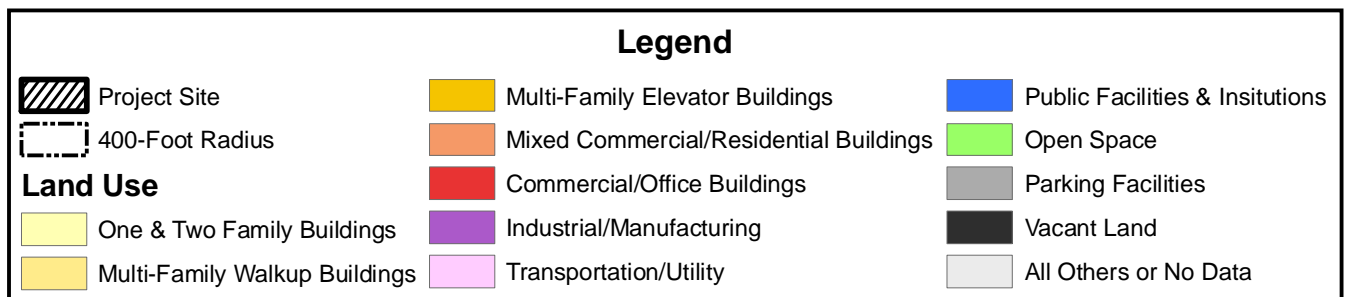 Legend
Project Site
400-Foot Radius
Land Use
One & Two Family Buildings
Multi-Family Walkup Buildings
Multi-Family Elevator Buildings
Mixed Commercial/Residential Buildings
Commercial/Office Buildings
Industrial/Manufacturing
Transportation/Utility
Public Facilities & Insitutions
Open Space
Parking Facilities
Vacant Land
All Others or No Data